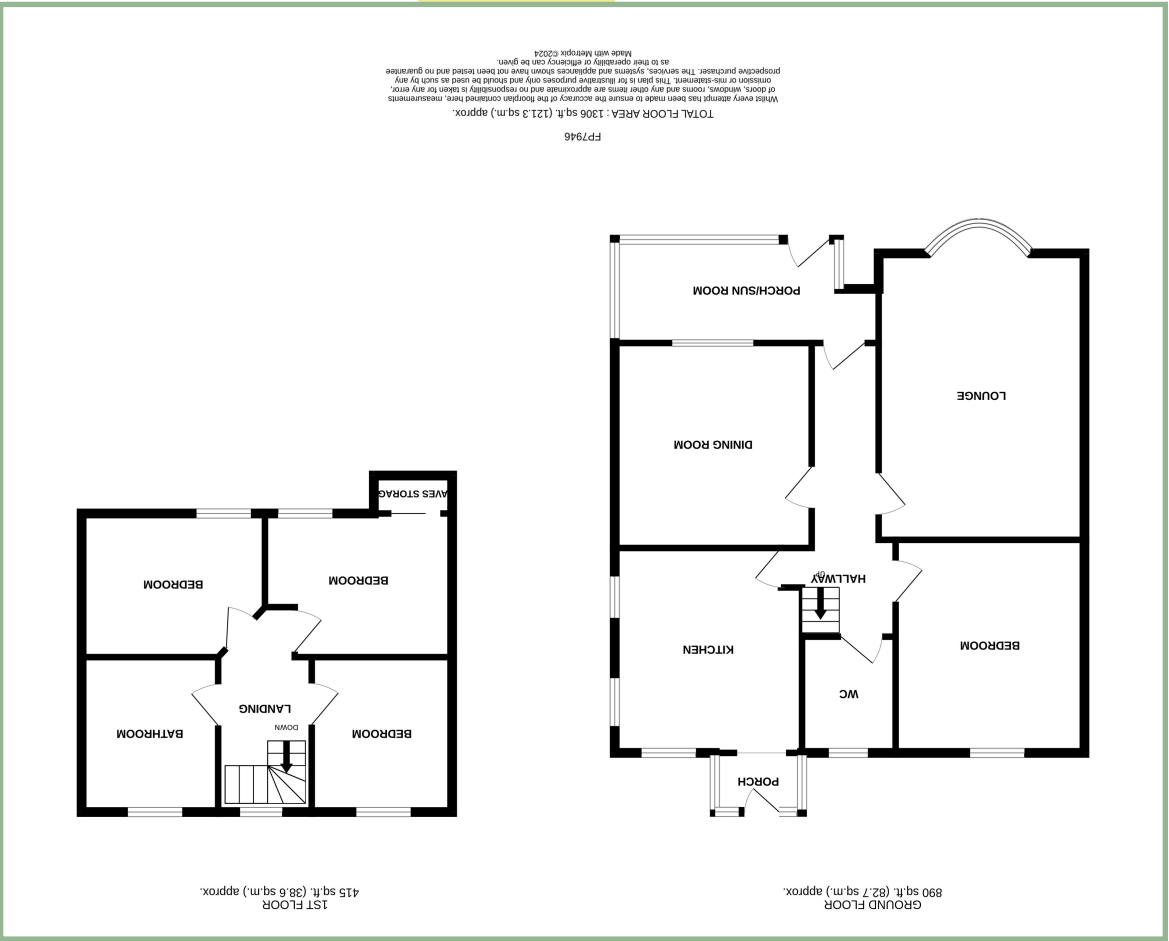 GROUND FLOOR
890 sq.ft. (82.7 sq.m.) approx.
1ST FLOOR
415 sq.ft. (38.6 sq.m.) approx.
PORCH
BEDROOM
WC
KITCHEN
HALLWAY
UP
DINING ROOM
LOUNGE
PORCH/SUN ROOM
BEDROOM
DOWN
LANDING
BATHROOM
BEDROOM
BEDROOM
AVES STORAG
FP7946
TOTAL FLOOR AREA : 1306 sq.ft. (121.3 sq.m.) approx.
Whilst every attempt has been made to ensure the accuracy of the floorplan contained here, measurements
of doors, windows, rooms and any other items are approximate and no responsibility is taken for any error,
omission or mis-statement. This plan is for illustrative purposes only and should be used as such by any
prospective purchaser. The services, systems and appliances shown have not been tested and no guarantee
as to their operability or efficiency can be given.
Made with Metropix ©2024